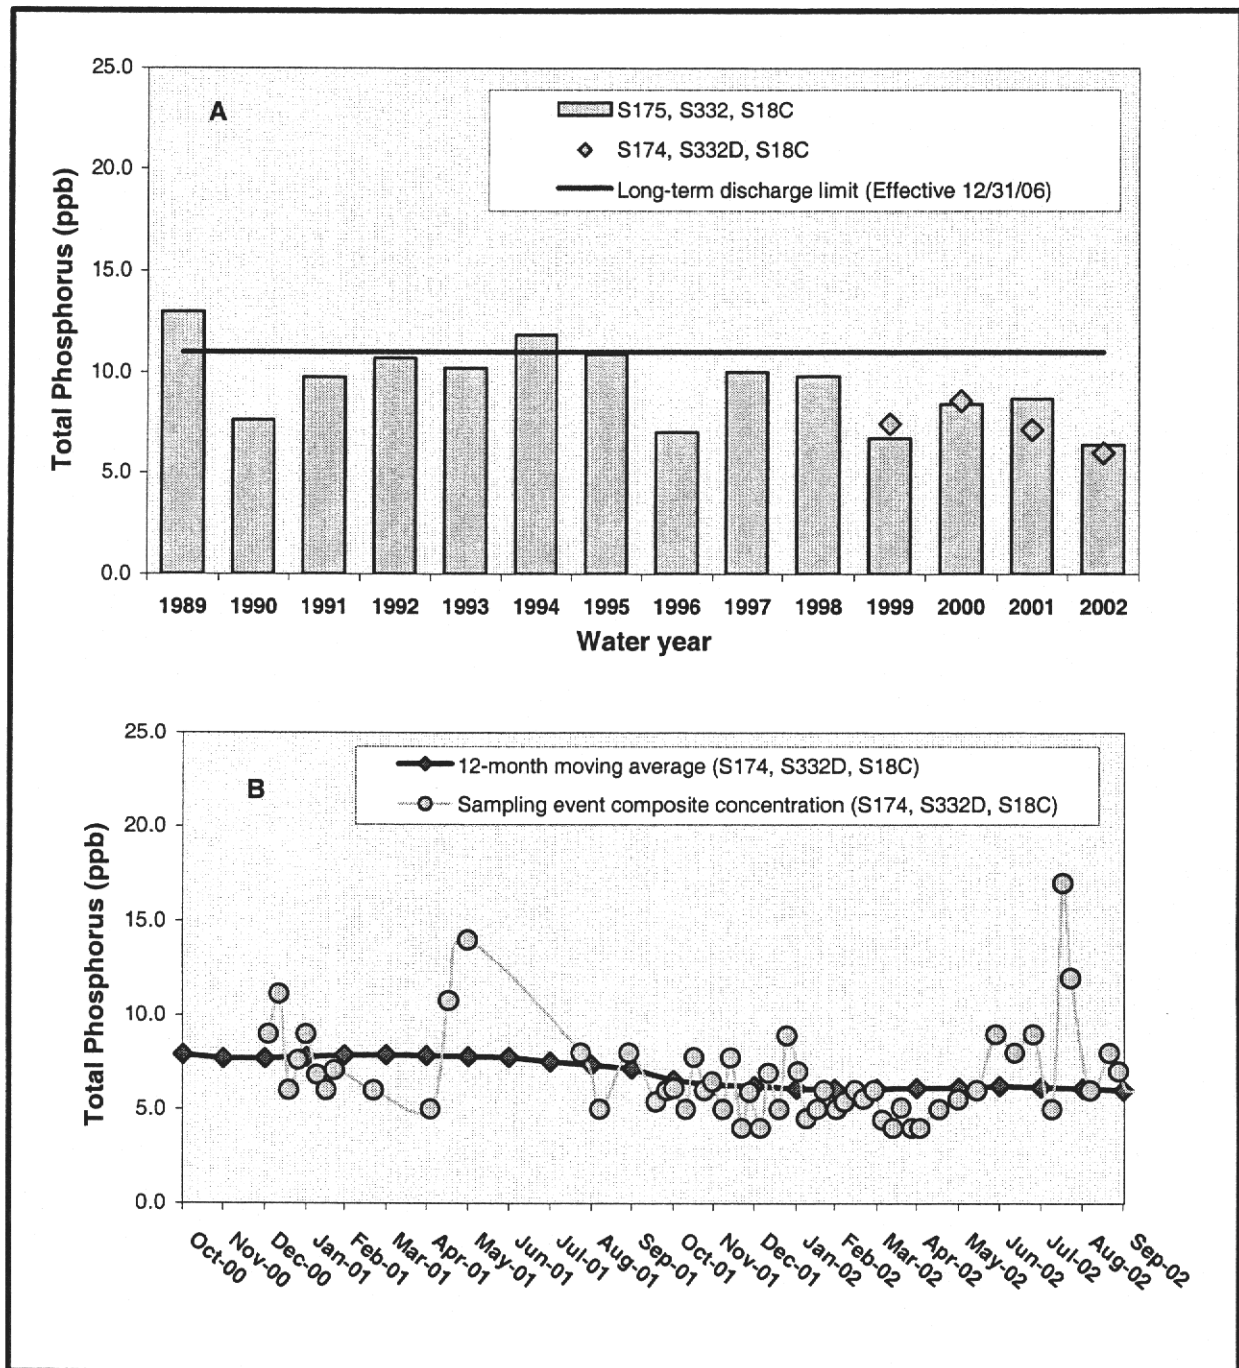 25.0
20.0
15.0
10.0
5.0
0.0
Total Phosphorus (ppb)
A
S175, S332, S18C
S174, S332D, S18C
Long-term discharge limit (Effective 12/31/06)
1989 1990 1991 1992 1993 1994 1995 1996 1997 1998 1999 2000 2001 2002
Water year
25.0
20.0
15.0
10.0
5.0
0.0
Total Phosphorus (ppb)
B
12-month moving average (S174, S332D, S18C)
Sampling event composite concentration (S174, S332D, S18C)
Oct-00 Nov-00 Dec-00 Jan-01 Feb-01 Mar-01 Apr-01 May-01 Jun-01 Jul-01 Aug-01 Sep-01 Oct-01 Nov-01 Dec-01 Jan-02 Feb-02 Mar-02 Apr-02 May-02 Jun-02 Jul-02 Aug-02 Sep-02